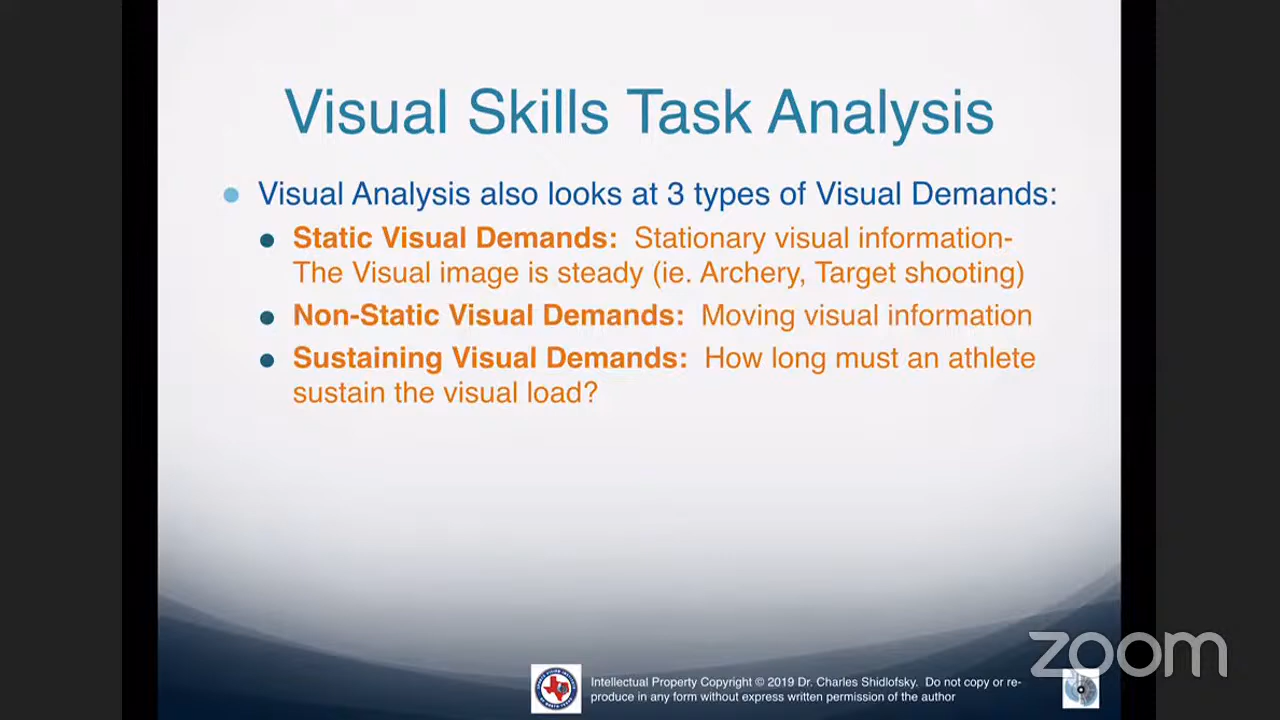 Visual Skills Task Analysis
Visual Analysis also looks at 3 types of Visual Demands:
Static Visual Demands: Stationary visual information-
The Visual image is steady (ie. Archery, Target shooting)
Non-Static Visual Demands: Moving visual information
Sustaining Visual Demands: How long must an athlete
sustain the visual load?
zoom
Intellectual Property Copyright © 2019 Dr. Charles Shidlofsky. Do not copy or re-
produce in any form without express written permission of the author